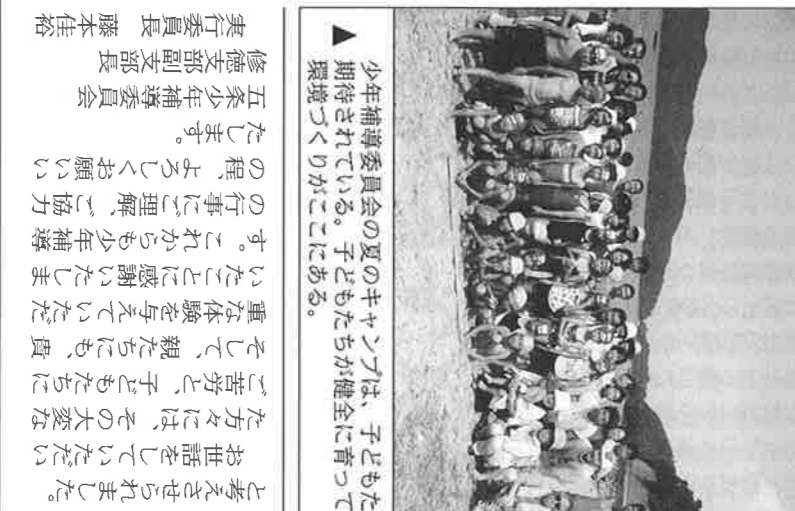 と考えさせられました。
お世話をしていただい
た方々には、その大変な
ご苦労と、子どもたちに
そして、親たちにも、貴
重な体験を与えていただ
いたことに感謝いたしま
す。これからも少年補導
の行事にご理解、ご協力
の程、よろしくお願いい
たします。
五条少年補導委員会
修徳支部副支部長
実行委員長 藤本佳裕
▲ 少年補導委員会の夏のキャンプは、子どもた
期待されている。子どもたちが健全に育って
環境づくりがここにある。